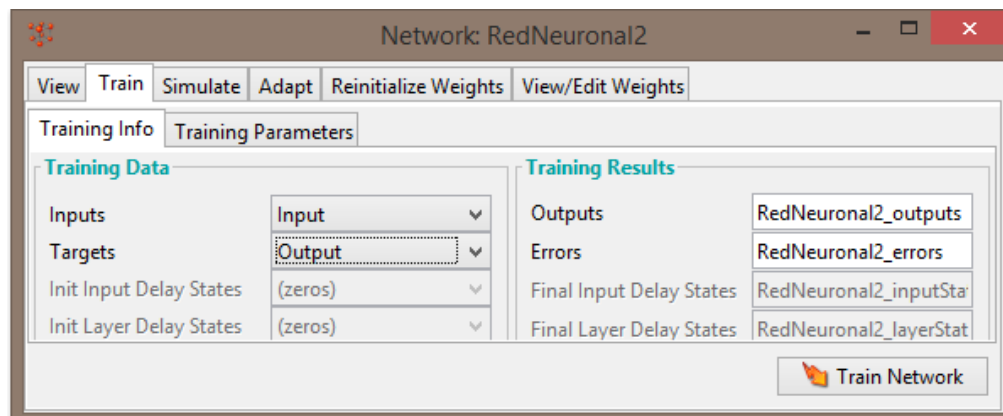 Network: RedNeuronal2
View Train Simulate Adapt Reinitialize Weights View/Edit Weights
Training Info Training Parameters
Training Data
Inputs Input
Targets Output
Init Input Delay States (zeros)
Init Layer Delay States (zeros)
Training Results
Outputs RedNeuronal2_outputs
Errors RedNeuronal2_errors
Final Input Delay States RedNeuronal2_inputSta
Final Layer Delay States RedNeuronal2_layerStat
Train Network